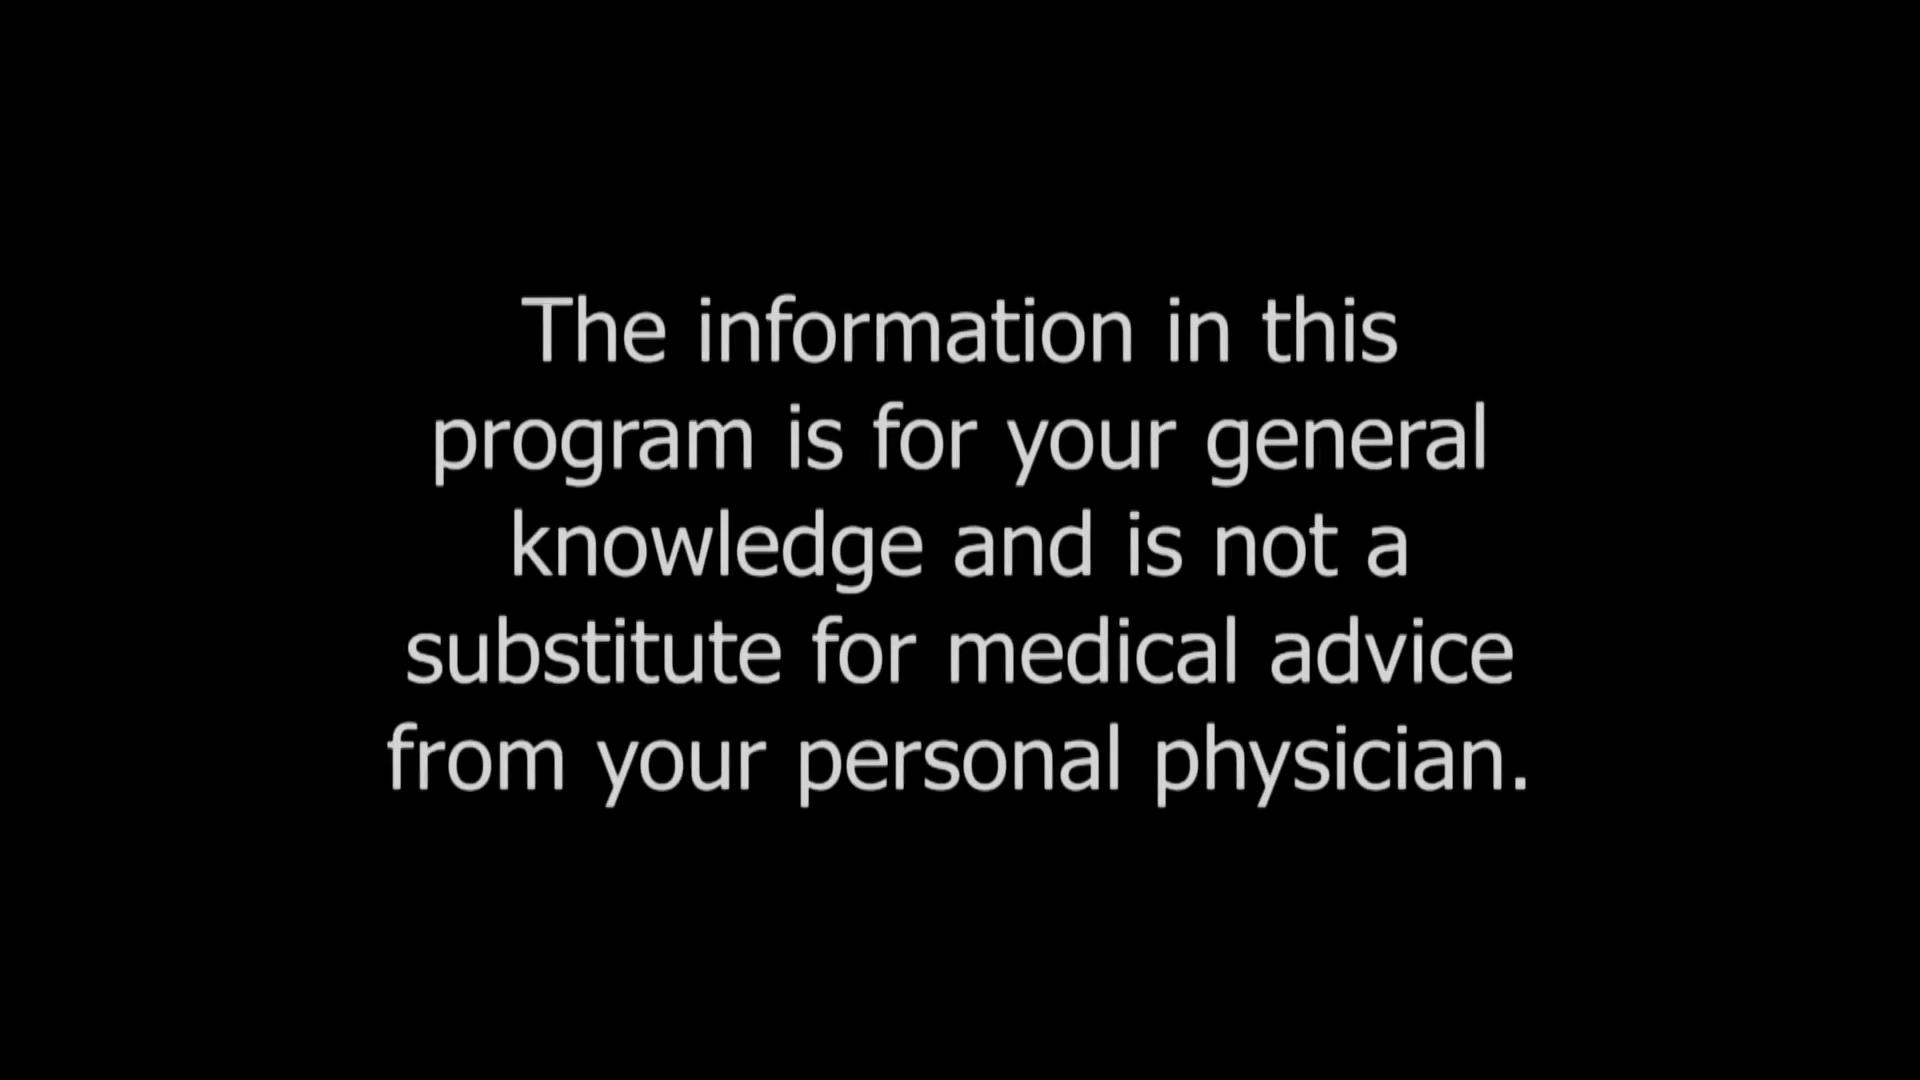 The information in this
program is for your general
knowledge and is not a
substitute for medical advice
from your personal physician.